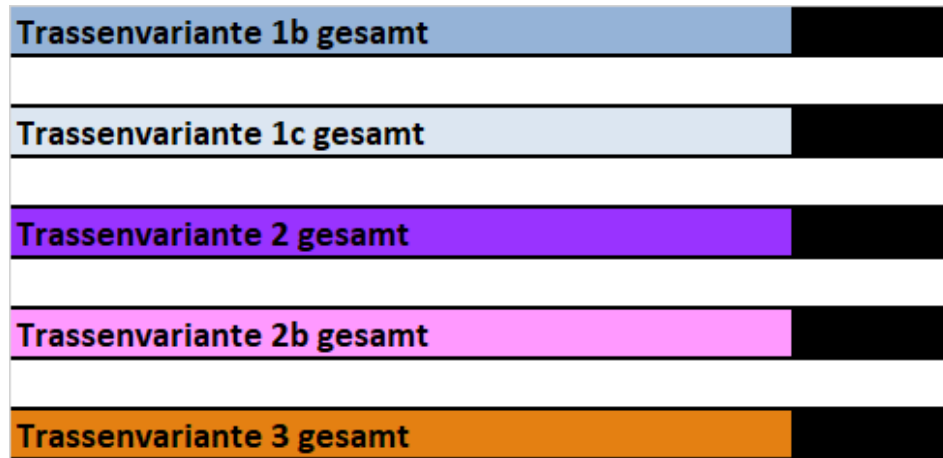 Trassenvariante 1b gesamt
Trassenvariante 1c gesamt
Trassenvariante 2 gesamt
Trassenvariante 2b gesamt
Trassenvariante 3 gesamt